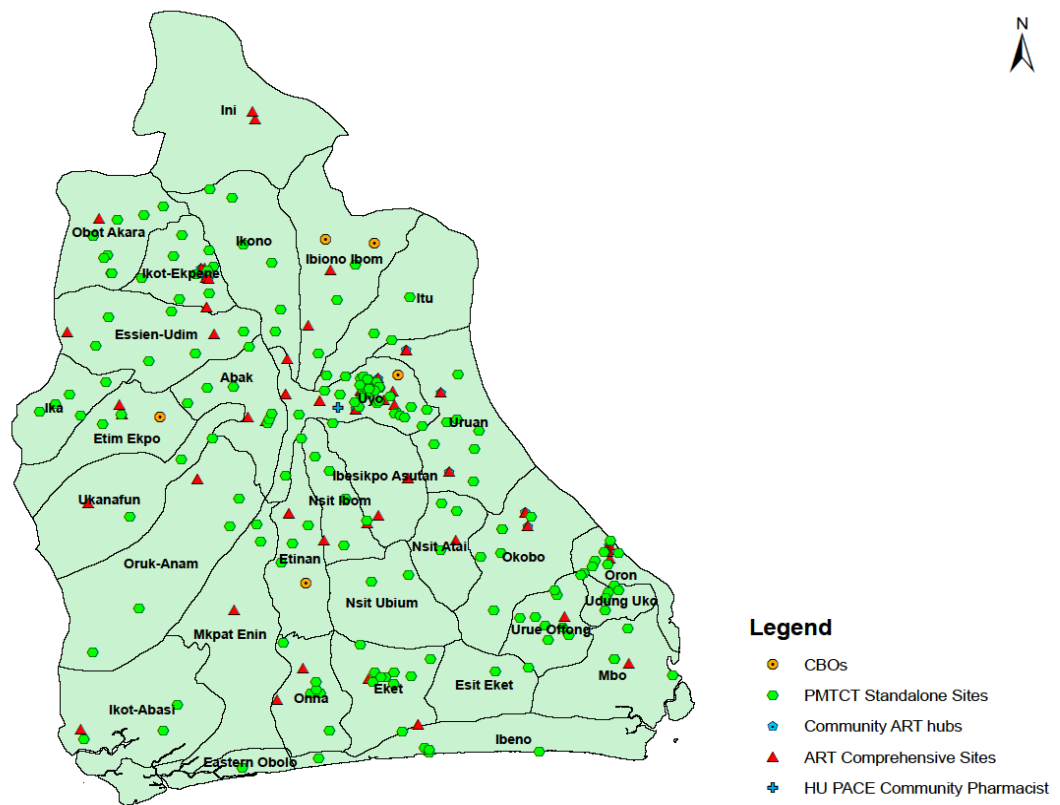 N
Ini
Obot Akara
Ikono
Ibiono Ibom
Ikot-Ekpene
Itu
Essien-Udim
Abak
Ika
Uyo
Uruan
Etim Ekpo
Ibesikpo Asutan
Ukanafun
Nsit Ibom
Nsit Atai
Okobo
Etinan
Oruk-Anam
Oron
Nsit Ubium
Udung Uko
Mkpat Enin
Urue Offong
Mbo
Esit Eket
Eket
Onna
Ikot-Abasi
Ibeno
Eastern Obolo
Legend
CBOs
PMTCT Standalone Sites
Community ART hubs
ART Comprehensive Sites
HU PACE Community Pharmacist